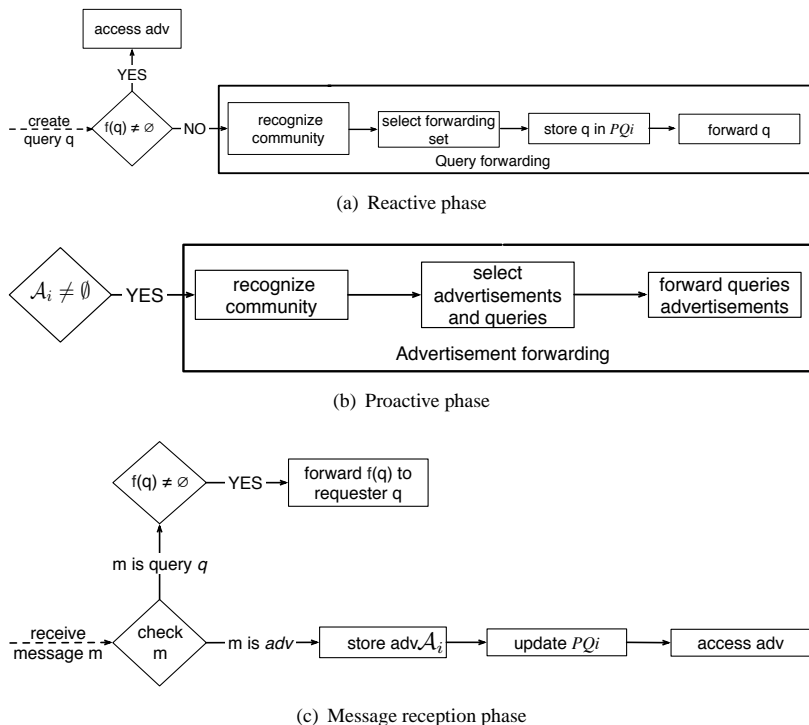 access adv
YES
create
query q
f(q) ≠ ∅
NO
recognize
community
select forwarding
set
store q in PQi
forward q
Query forwarding
(a) Reactive phase
𝒜ᵢ ≠ ∅
YES
recognize
community
select
advertisements
and queries
forward queries
advertisements
Advertisement forwarding
(b) Proactive phase
f(q) ≠ ∅
YES
forward f(q) to
requester q
m is query q
receive
message m
check
m
m is adv
store adv 𝒜ᵢ
update PQi
access adv
(c) Message reception phase